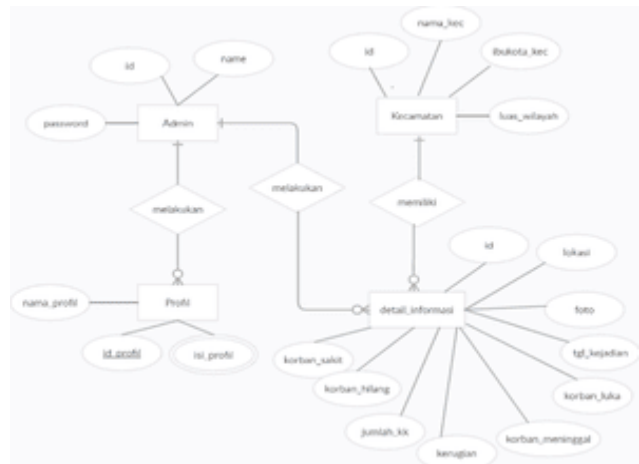 nama_kec
id
name
id
ibukota_kec
password
Admin
Kecamatan
luas_wilayah
melakukan
melakukan
memiliki
id
lokasi
nama_profil
Profil
detail_informasi
foto
id_profil
isi_profil
korban_sakit
tgl_kejadian
korban_hilang
korban_luka
jumlah_kk
korban_meninggal
kerugian